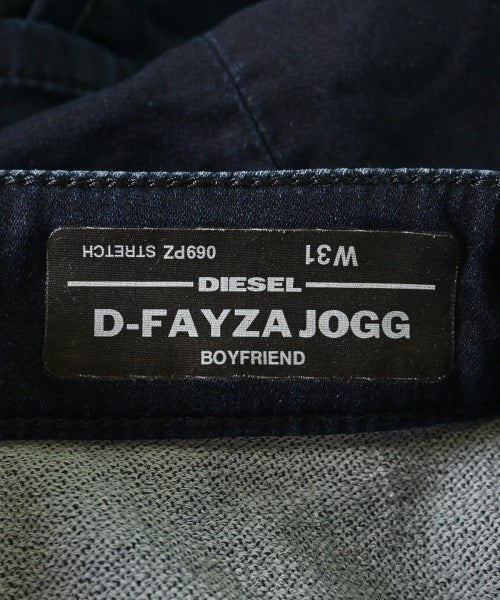 069PZ STRETCH W31
DIESEL
D-FAYZA JOGG
BOYFRIEND